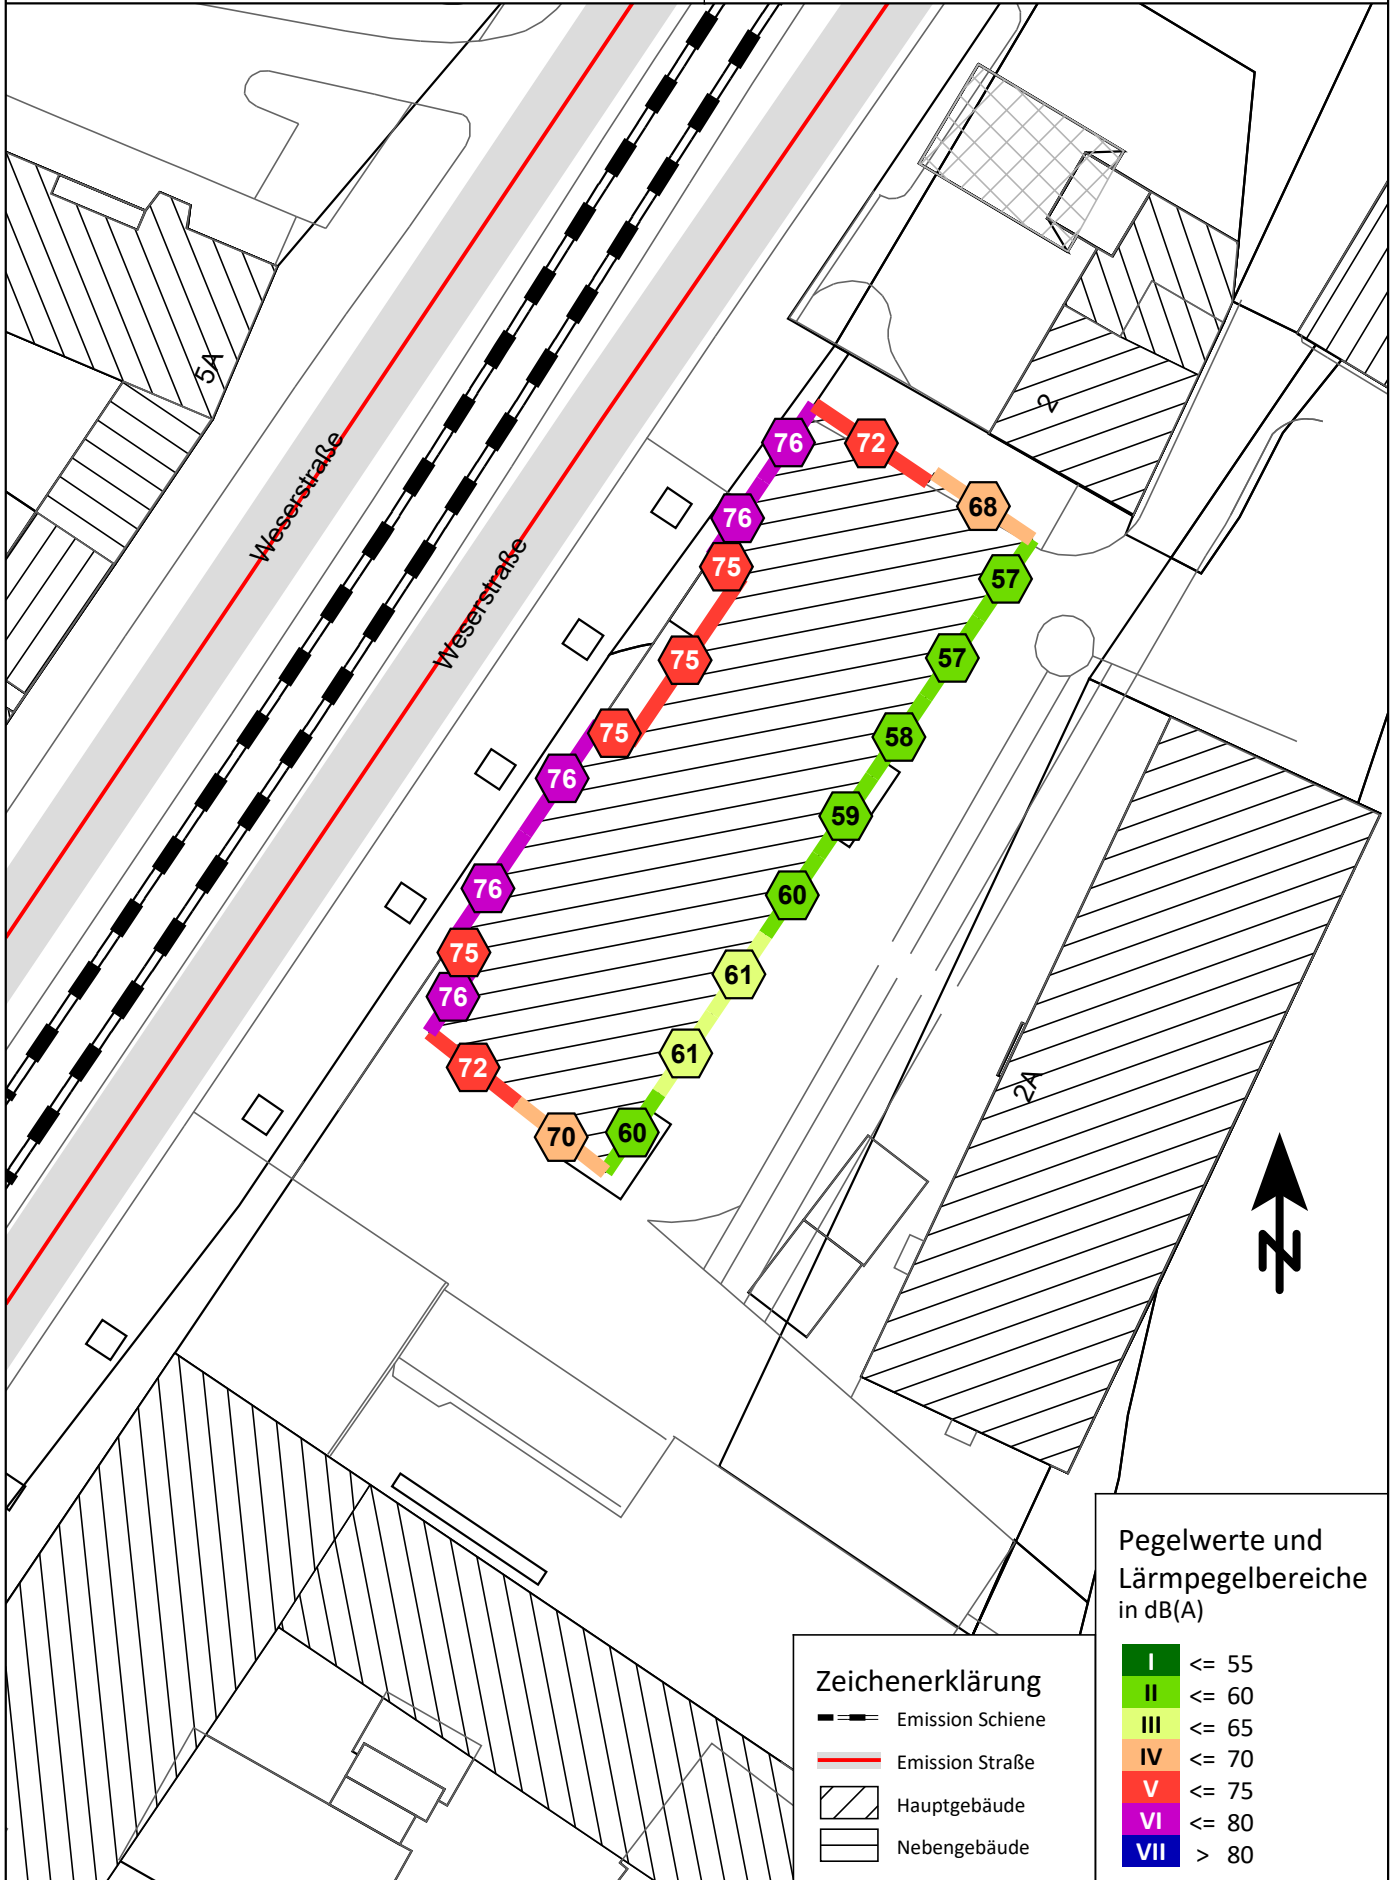 5A
Weserstraße
Weserstraße
2
76
72
76
68
75
57
75
57
75
58
76
59
76
60
75
61
76
61
72
70
60
2A
N
Pegelwerte und
Lärmpegelbereiche
in dB(A)
I <= 55
II <= 60
III <= 65
IV <= 70
V <= 75
VI <= 80
VII > 80
Zeichenerklärung
Emission Schiene
Emission Straße
Hauptgebäude
Nebengebäude